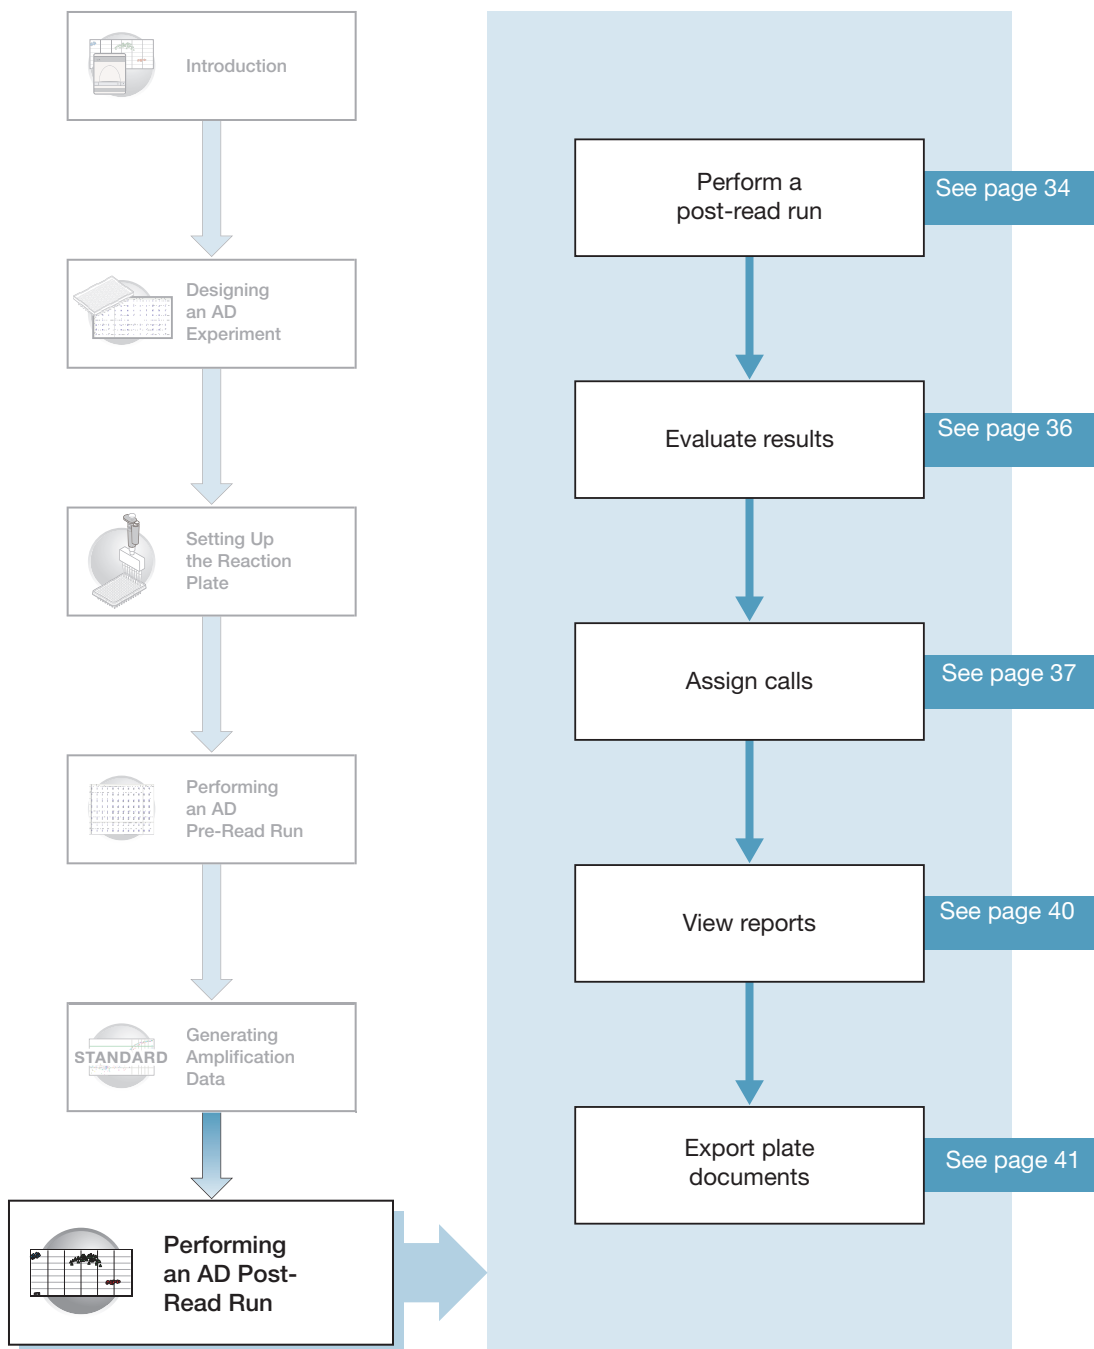 Introduction
Designing
an AD
Experiment
Setting Up
the Reaction
Plate
Performing
an AD
Pre-Read Run
STANDARD
Generating
Amplification
Data
Performing
an AD Post-
Read Run
Perform a
post-read run
See page 34
Evaluate results
See page 36
Assign calls
See page 37
View reports
See page 40
Export plate
documents
See page 41